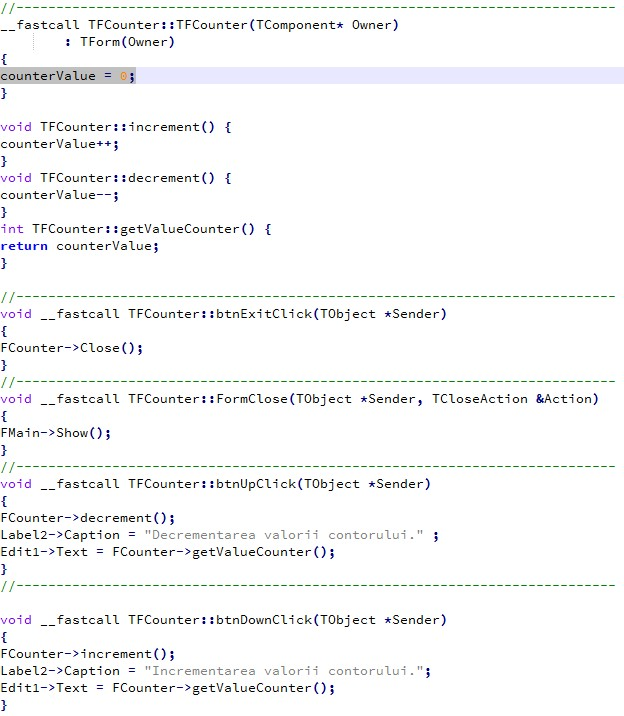 //---------------------------------------------------------------------------
__fastcall TFCounter::TFCounter(TComponent* Owner)
        : TForm(Owner)
{
counterValue = 0;
}

void TFCounter::increment() {
counterValue++;
}
void TFCounter::decrement() {
counterValue--;
}
int TFCounter::getValueCounter() {
return counterValue;
}

//---------------------------------------------------------------------------
void __fastcall TFCounter::btnExitClick(TObject *Sender)
{
FCounter->Close();
}
//---------------------------------------------------------------------------
void __fastcall TFCounter::FormClose(TObject *Sender, TCloseAction &Action)
{
FMain->Show();
}
//---------------------------------------------------------------------------
void __fastcall TFCounter::btnUpClick(TObject *Sender)
{
FCounter->decrement();
Label2->Caption = "Decrementarea valorii contorului." ;
Edit1->Text = FCounter->getValueCounter();
}
//---------------------------------------------------------------------------

void __fastcall TFCounter::btnDownClick(TObject *Sender)
{
FCounter->increment();
Label2->Caption = "Incrementarea valorii contorului.";
Edit1->Text = FCounter->getValueCounter();
}